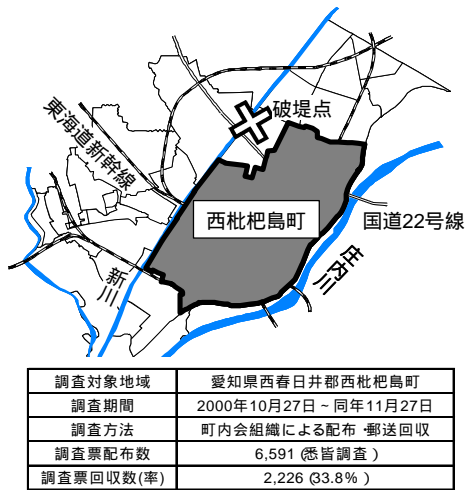 破堤点
東海道新幹線
西枇杷島町
国道22号線
新川
庄内川
調査対象地域 愛知県西春日井郡西枇杷島町
調査期間 2000年10月27日～同年11月27日
調査方法 町内会組織による配布・郵送回収
調査票配布数 6,591(悉皆調査)
調査票回収数(率) 2,226(33.8%)